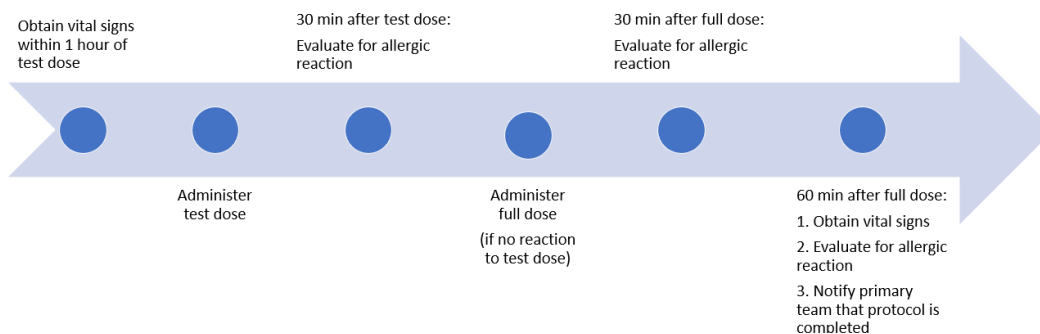 Obtain vital signs
within 1 hour of
test dose
Administer
test dose
30 min after test dose:
Evaluate for allergic
reaction
Administer
full dose
(if no reaction
to test dose)
30 min after full dose:
Evaluate for allergic
reaction
60 min after full dose:
1. Obtain vital signs
2. Evaluate for allergic
reaction
3. Notify primary
team that protocol is
completed